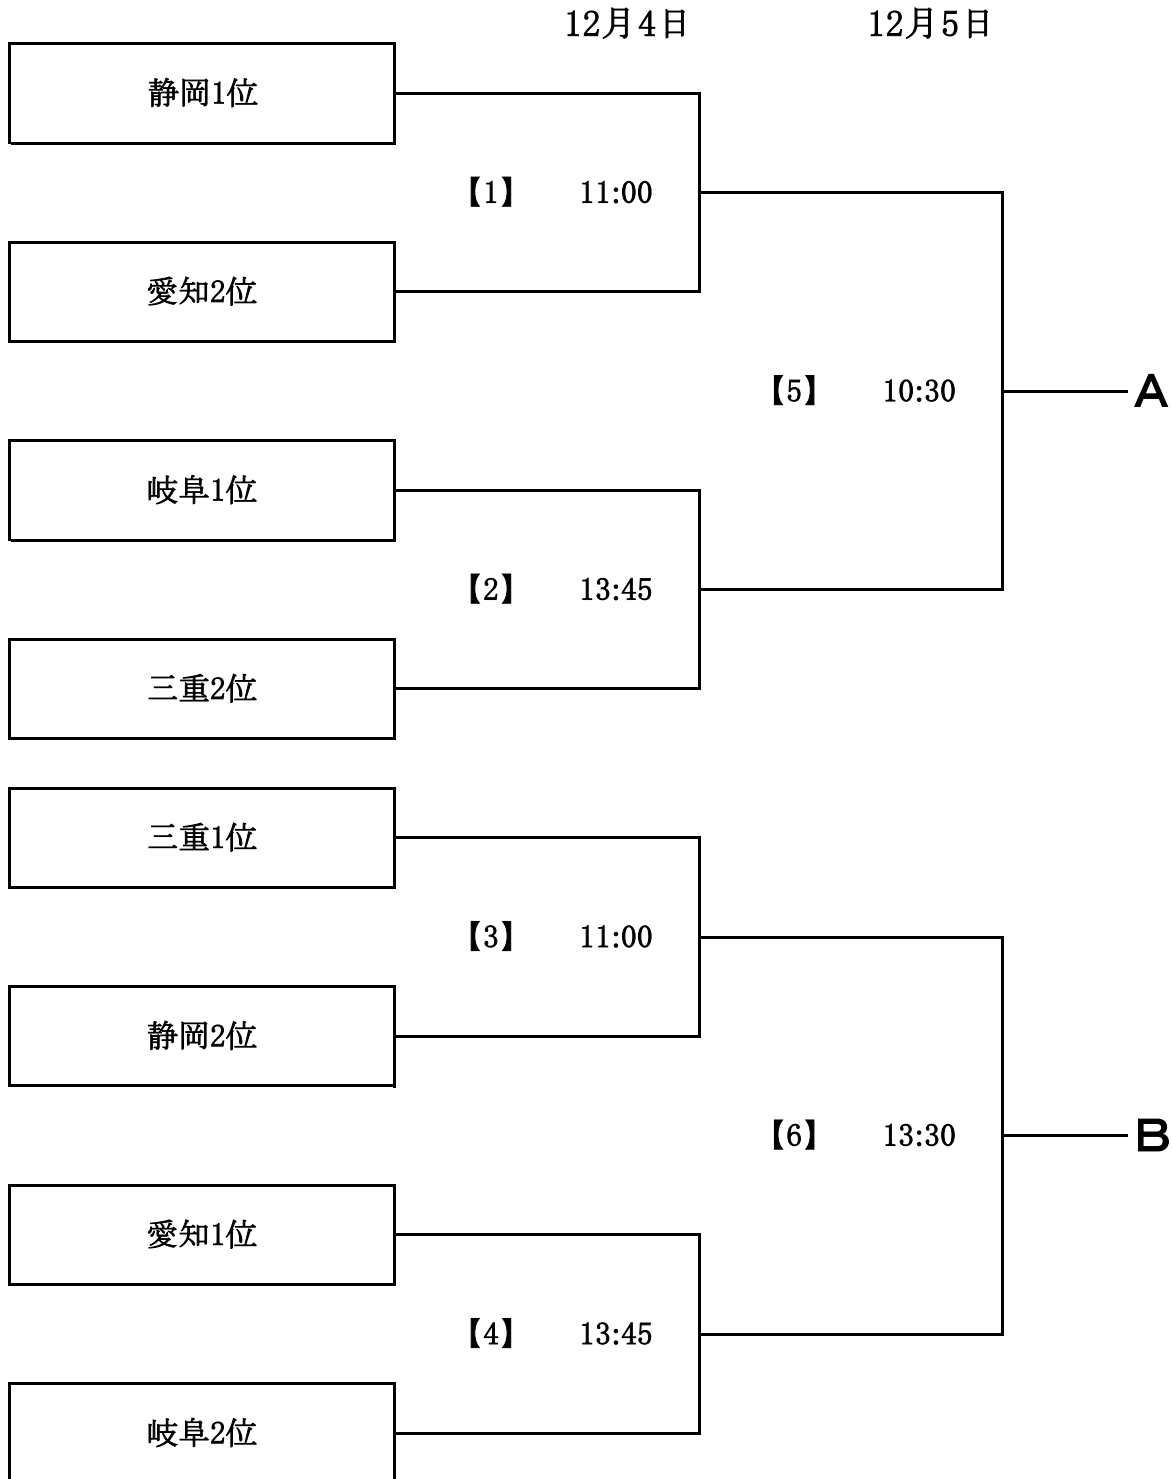 12月4日 12月5日
静岡1位
【1】 11:00
愛知2位
【5】 10:30 A
岐阜1位
【2】 13:45
三重2位
三重1位
【3】 11:00
静岡2位
【6】 13:30 B
愛知1位
【4】 13:45
岐阜2位